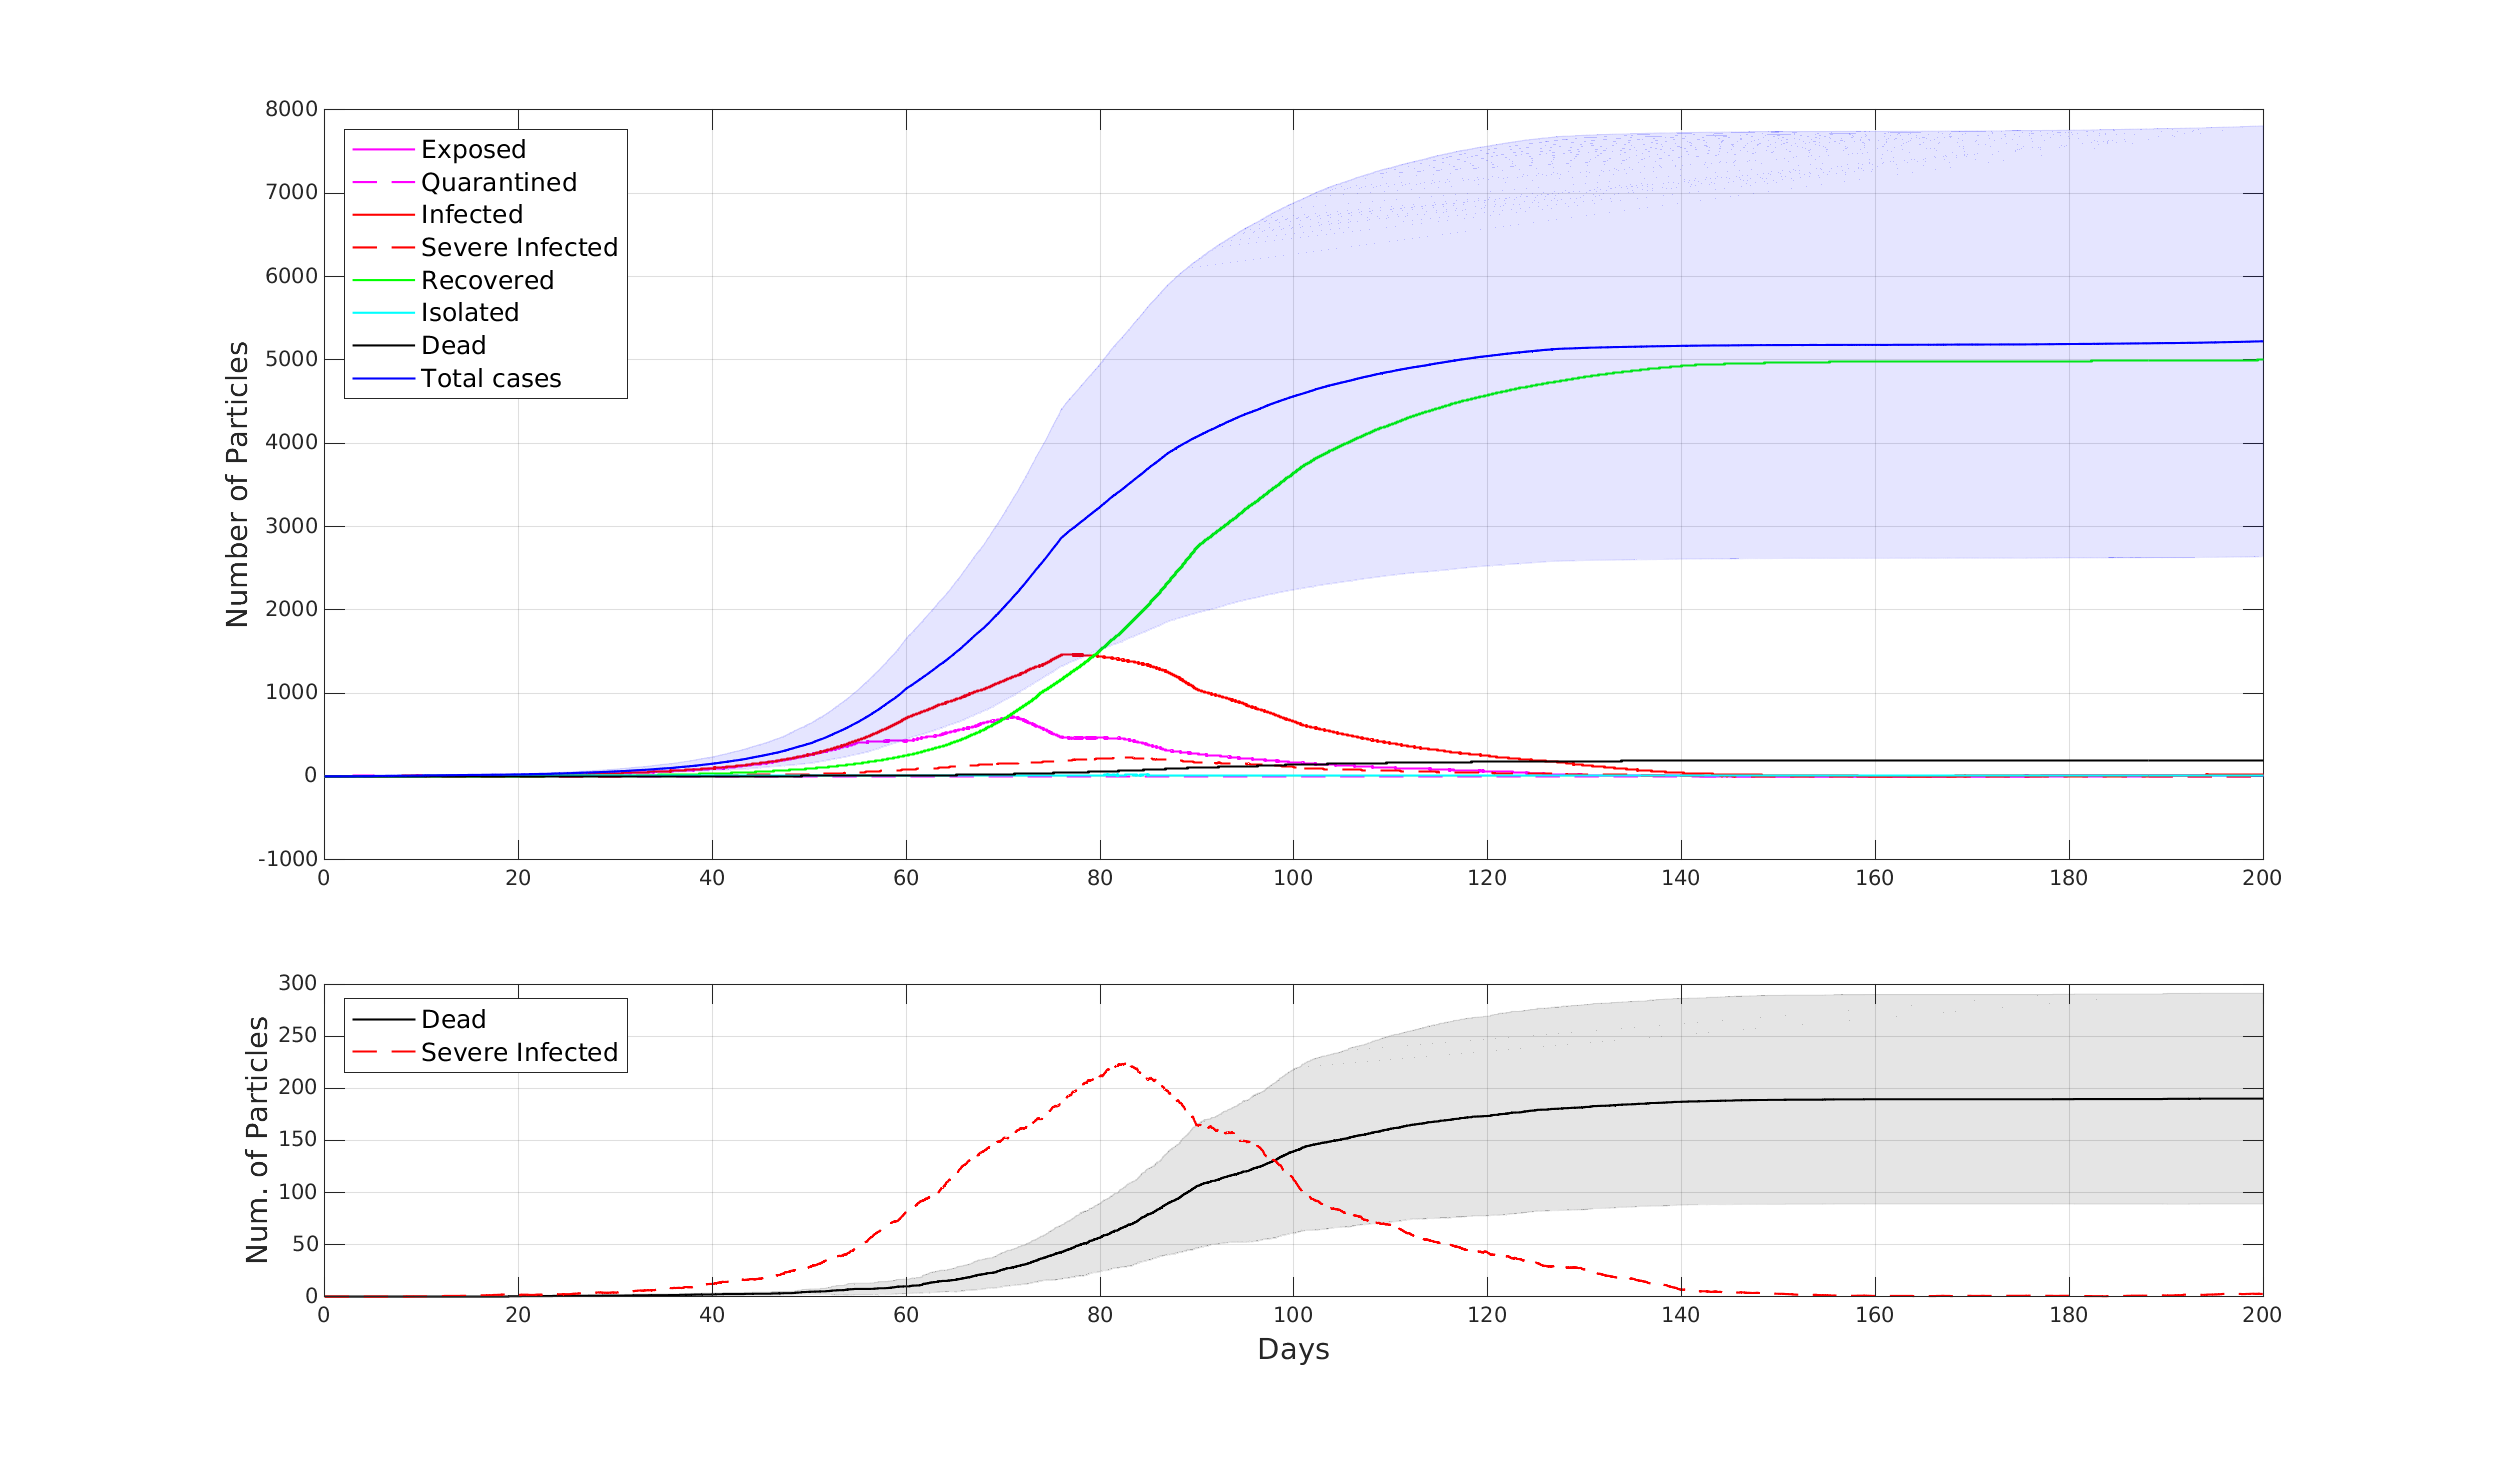 8000
7000
6000
5000
4000
3000
2000
1000
0
-1000
Number of Particles
Exposed
Quarantined
Infected
Severe Infected
Recovered
Isolated
Dead
Total cases
0 20 40 60 80 100 120 140 160 180 200
300
250
200
150
100
50
0
Num. of Particles
Dead
Severe Infected
0 20 40 60 80 100 120 140 160 180 200
Days